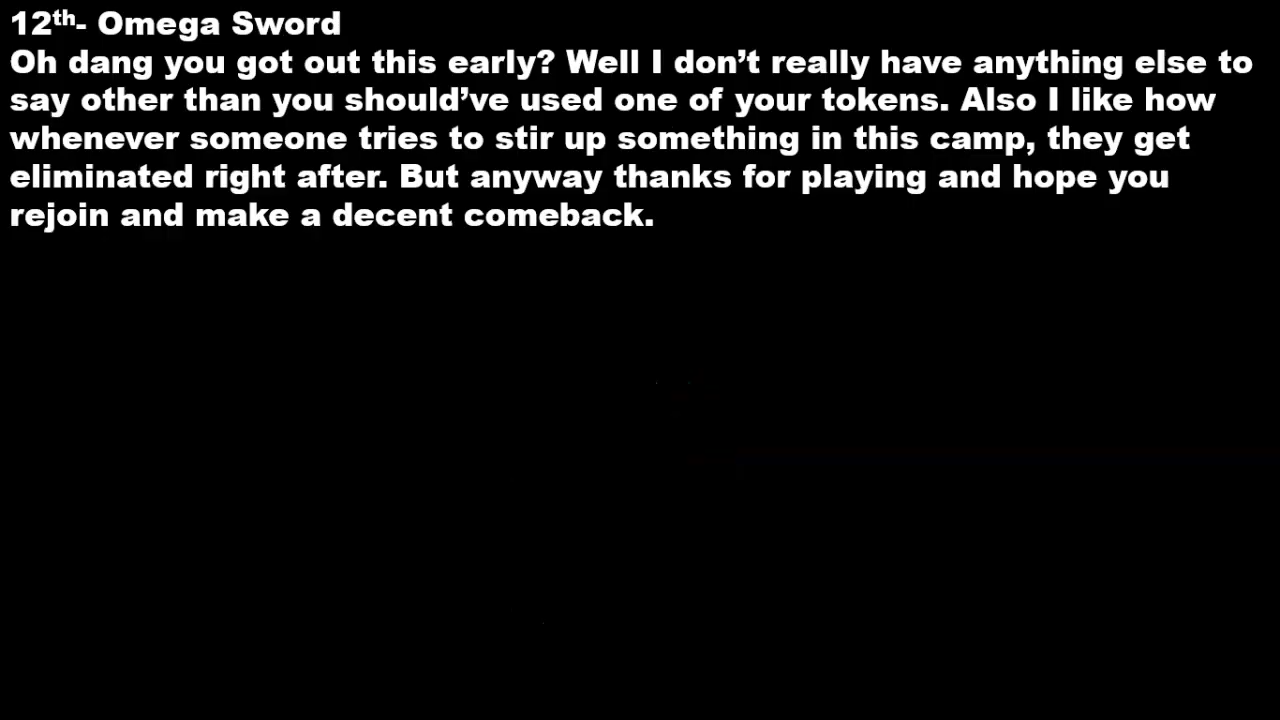 12th- Omega Sword
Oh dang you got out this early? Well I don’t really have anything else to
say other than you should’ve used one of your tokens. Also I like how
whenever someone tries to stir up something in this camp, they get
eliminated right after. But anyway thanks for playing and hope you
rejoin and make a decent comeback.